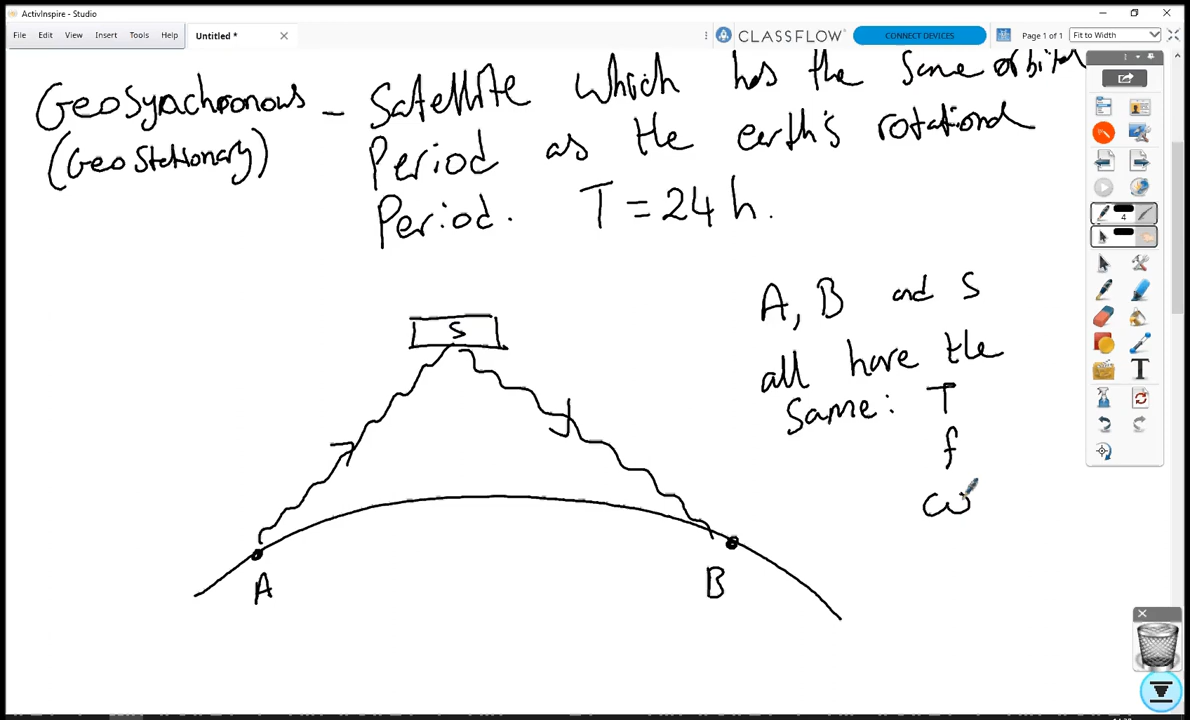 ActivInspire - Studio
File Edit View Insert Tools Help Untitled * CLASSFLOW CONNECT DEVICES Page 1 of 1 Fit to Width
GeoSynchronous - Satellite which has the same orbital
(GeoStationary) Period as the earth's rotational
Period. T = 24 h.
4
A, B and S
all have the
Same: T
f
ω
S
A
B
T